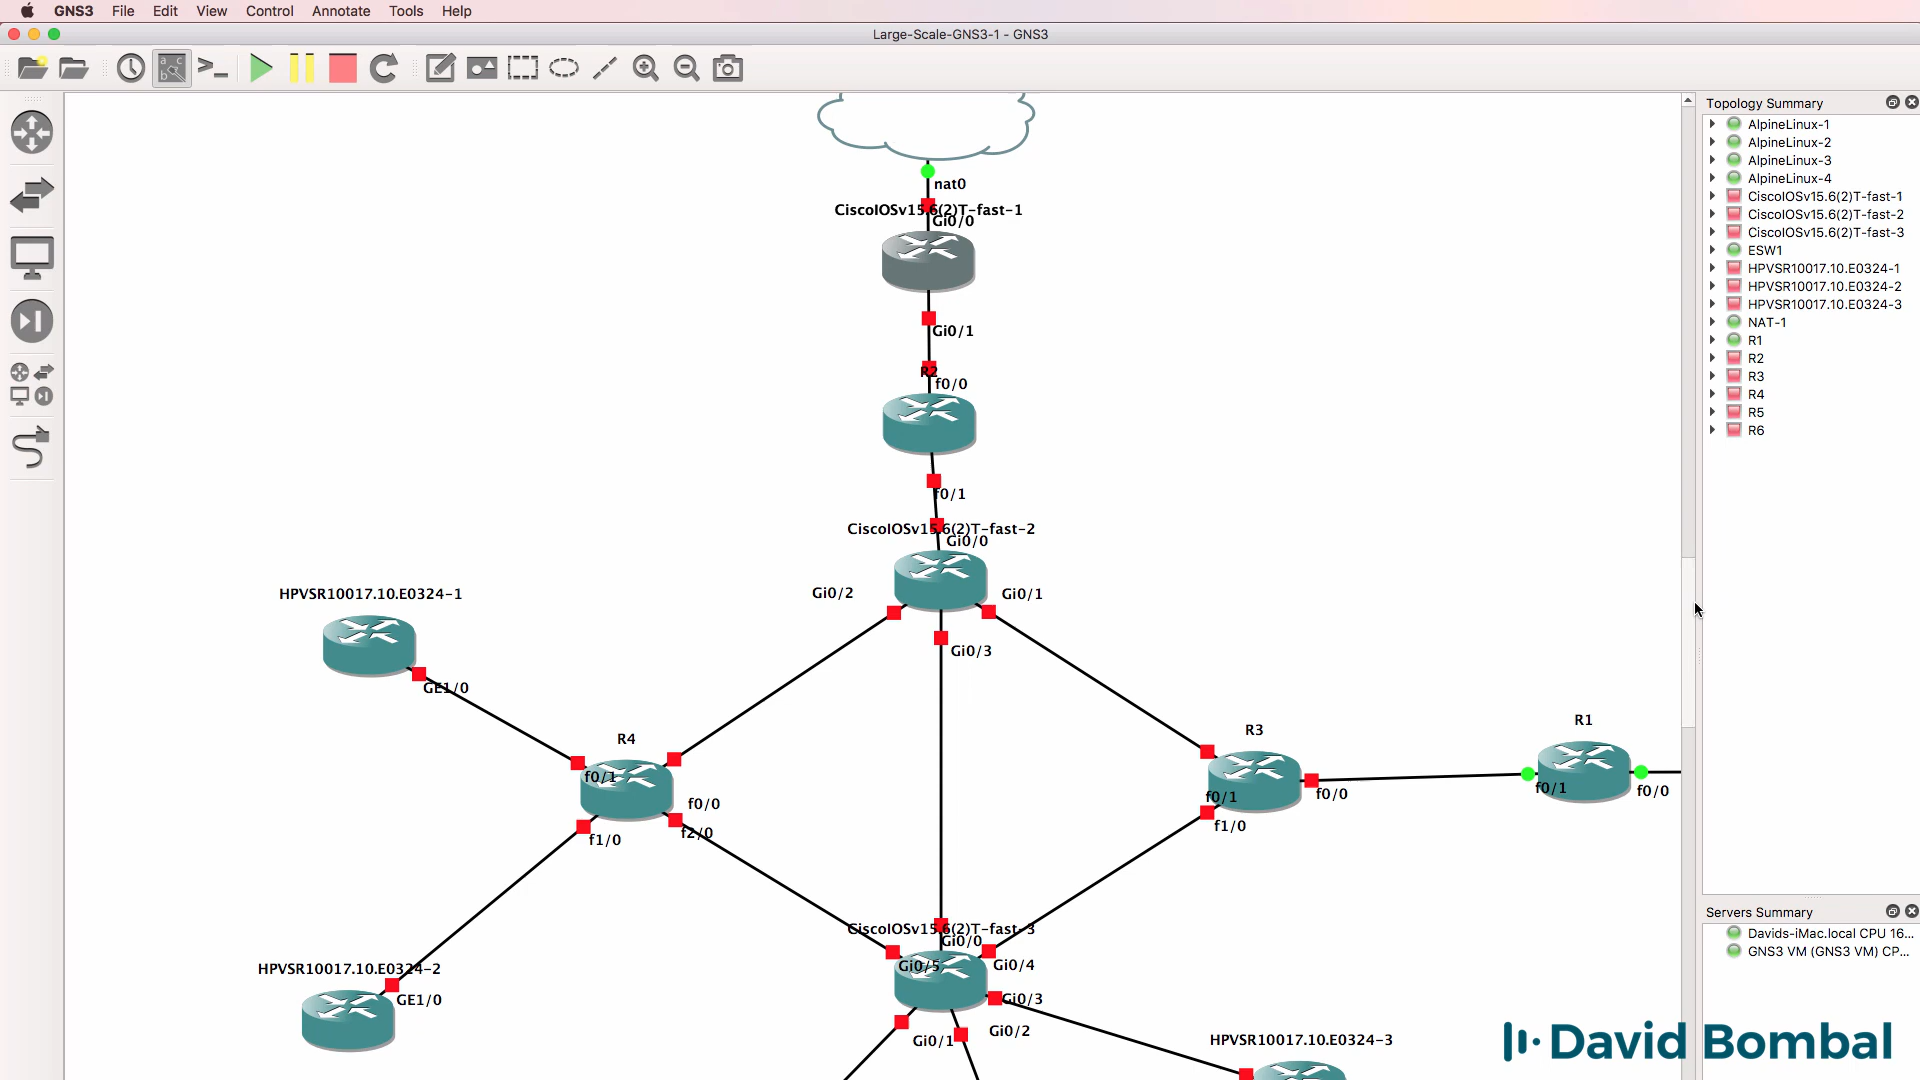 GNS3 File Edit View Control Annotate Tools Help
Large-Scale-GNS3-1 - GNS3
Topology Summary
AlpineLinux-1
AlpineLinux-2
AlpineLinux-3
AlpineLinux-4
CiscoIOSv15.6(2)T-fast-1
CiscoIOSv15.6(2)T-fast-2
CiscoIOSv15.6(2)T-fast-3
ESW1
HPVSR10017.10.E0324-1
HPVSR10017.10.E0324-2
HPVSR10017.10.E0324-3
NAT-1
R1
R2
R3
R4
R5
R6
nat0
CiscoIOSv15.6(2)T-fast-1
Gi0/0
Gi0/1
R2
f0/0
f0/1
CiscoIOSv15.6(2)T-fast-2
Gi0/0
Gi0/2
Gi0/1
Gi0/3
HPVSR10017.10.E0324-1
GE1/0
R4
f0/1
f0/0
f2/0
f1/0
R3
f0/1
f0/0
f1/0
R1
f0/1
f0/0
CiscoIOSv15.6(2)T-fast-3
Gi0/0
Gi0/5
Gi0/4
Gi0/3
Gi0/2
Gi0/1
HPVSR10017.10.E0324-2
GE1/0
HPVSR10017.10.E0324-3
Servers Summary
Davids-iMac.local CPU 16...
GNS3 VM (GNS3 VM) CP...
David Bombal